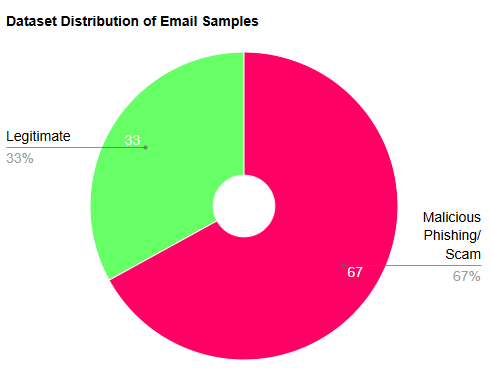 Dataset Distribution of Email Samples
Legitimate
33%
33
Malicious
Phishing/
Scam
67%
67